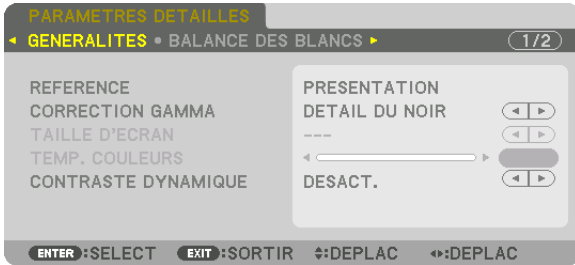 PARAMETRES DETAILLES
GENERALITES • BALANCE DES BLANCS 1/2
REFERENCE PRESENTATION
CORRECTION GAMMA DETAIL DU NOIR
TAILLE D'ECRAN ---
TEMP. COULEURS
CONTRASTE DYNAMIQUE DESACT.
ENTER :SELECT EXIT :SORTIR :DEPLAC :DEPLAC